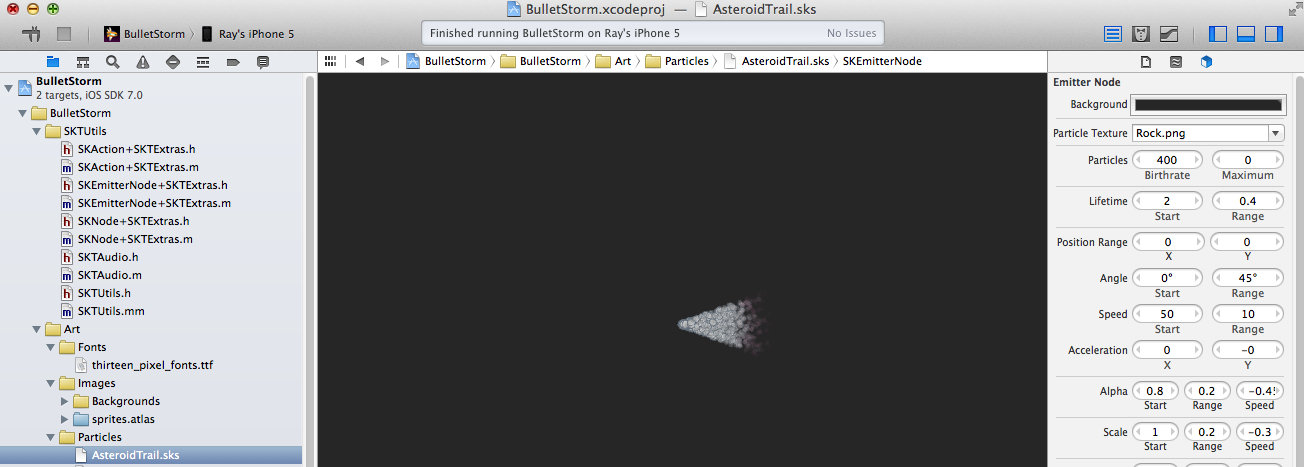 BulletStorm.xcodeproj — AsteroidTrail.sks
BulletStorm Ray's iPhone 5
Finished running BulletStorm on Ray's iPhone 5 No Issues
BulletStorm BulletStorm Art Particles AsteroidTrail.sks SKEmitterNode
BulletStorm
2 targets, iOS SDK 7.0
BulletStorm
SKTUtils
h SKAction+SKTExtras.h
m SKAction+SKTExtras.m
h SKEmitterNode+SKTExtras.h
m SKEmitterNode+SKTExtras.m
h SKNode+SKTExtras.h
m SKNode+SKTExtras.m
h SKTAudio.h
m SKTAudio.m
h SKTUtils.h
m SKTUtils.mm
Art
Fonts
thirteen_pixel_fonts.ttf
Images
Backgrounds
sprites.atlas
Particles
AsteroidTrail.sks
Emitter Node
Background
Particle Texture Rock.png
Particles 400 0
Birthrate Maximum
Lifetime 2 0.4
Start Range
Position Range 0 0
X Y
Angle 0° 45°
Start Range
Speed 50 10
Start Range
Acceleration 0 -0
X Y
Alpha 0.8 0.2
Start Range Speed
Scale 1 0.2 -0.3
Start Range Speed